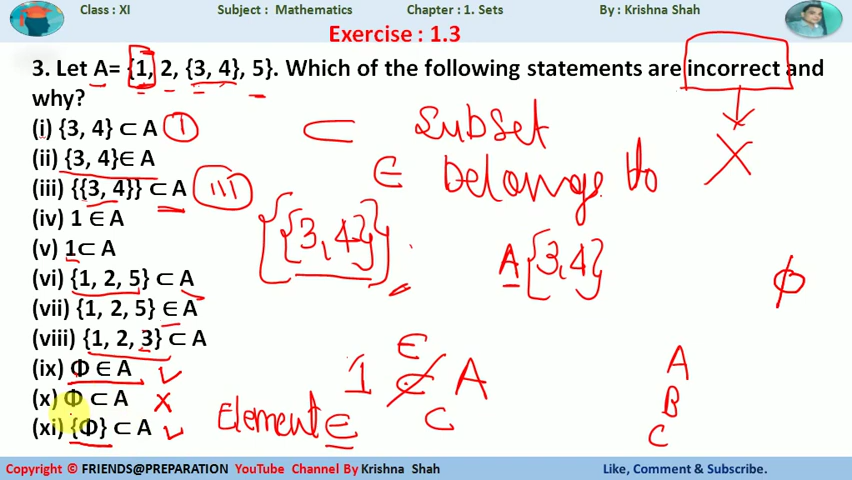 Class : XI Subject : Mathematics Chapter : 1. Sets By : Krishna Shah
Exercise : 1.3
3. Let A= {1, 2, {3, 4}, 5}. Which of the following statements are incorrect and
why?
(i) {3, 4} ⊂ A I ⊂ Subset X
(ii) {3, 4}∈ A ∈ Belongs to
(iii) {{3, 4}} ⊂ A III
(iv) 1 ∈ A {{3,4}} A {3,4}
(v) 1⊂ A
(vi) {1, 2, 5} ⊂ A ϕ
(vii) {1, 2, 5} ∈ A
(viii) {1, 2, 3} ⊂ A ∈
(ix) Φ ∈ A ✓ 1 ⊄ A A
(x) Φ ⊂ A X B
Element ∈ ⊂
(xi) {Φ} ⊂ A ✓ C
Copyright © FRIENDS@PREPARATION YouTube Channel By Krishna Shah Like, Comment & Subscribe.